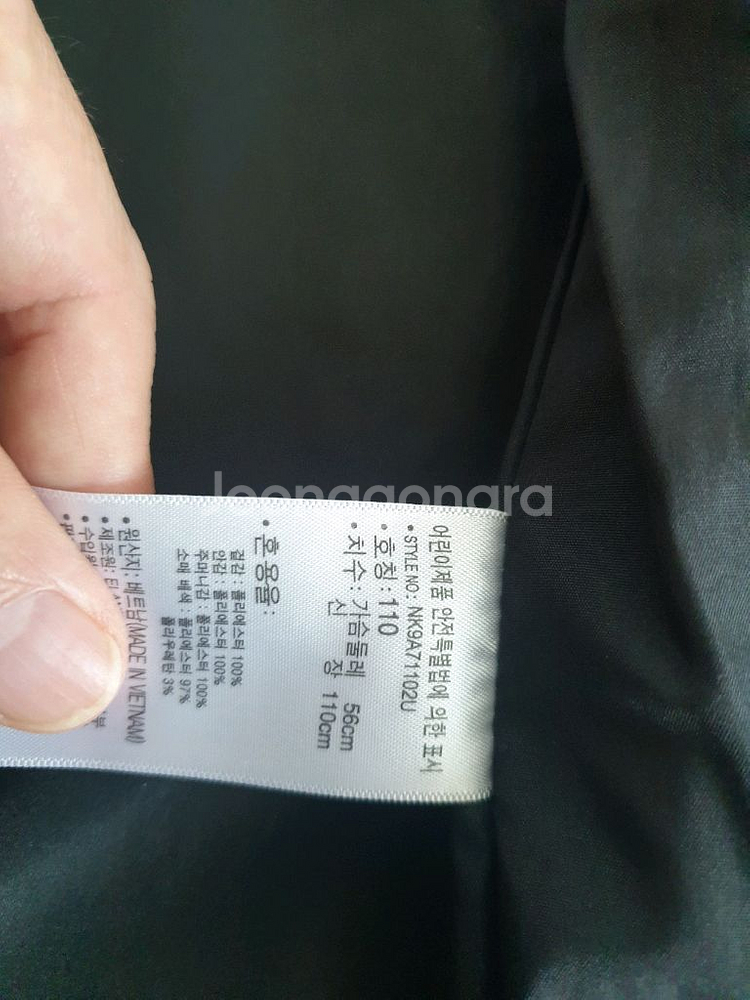 어린이제품 안전특별법에 의한 표시
• STYLE NO : NK9A71102U
• 호칭 : 110
• 치수 : 가슴둘레 56cm
신 장 110cm
• 혼용율 :
겉감 : 폴리에스터 100%
안감 : 폴리에스터 100%
주머니감 : 폴리에스터 100%
소매 배색 : 폴리에스터 97%
폴리우레탄 3%
• 원산지 : 베트남(MADE IN VIETNAM)
• 제조원:
• 수입원
joonggonara